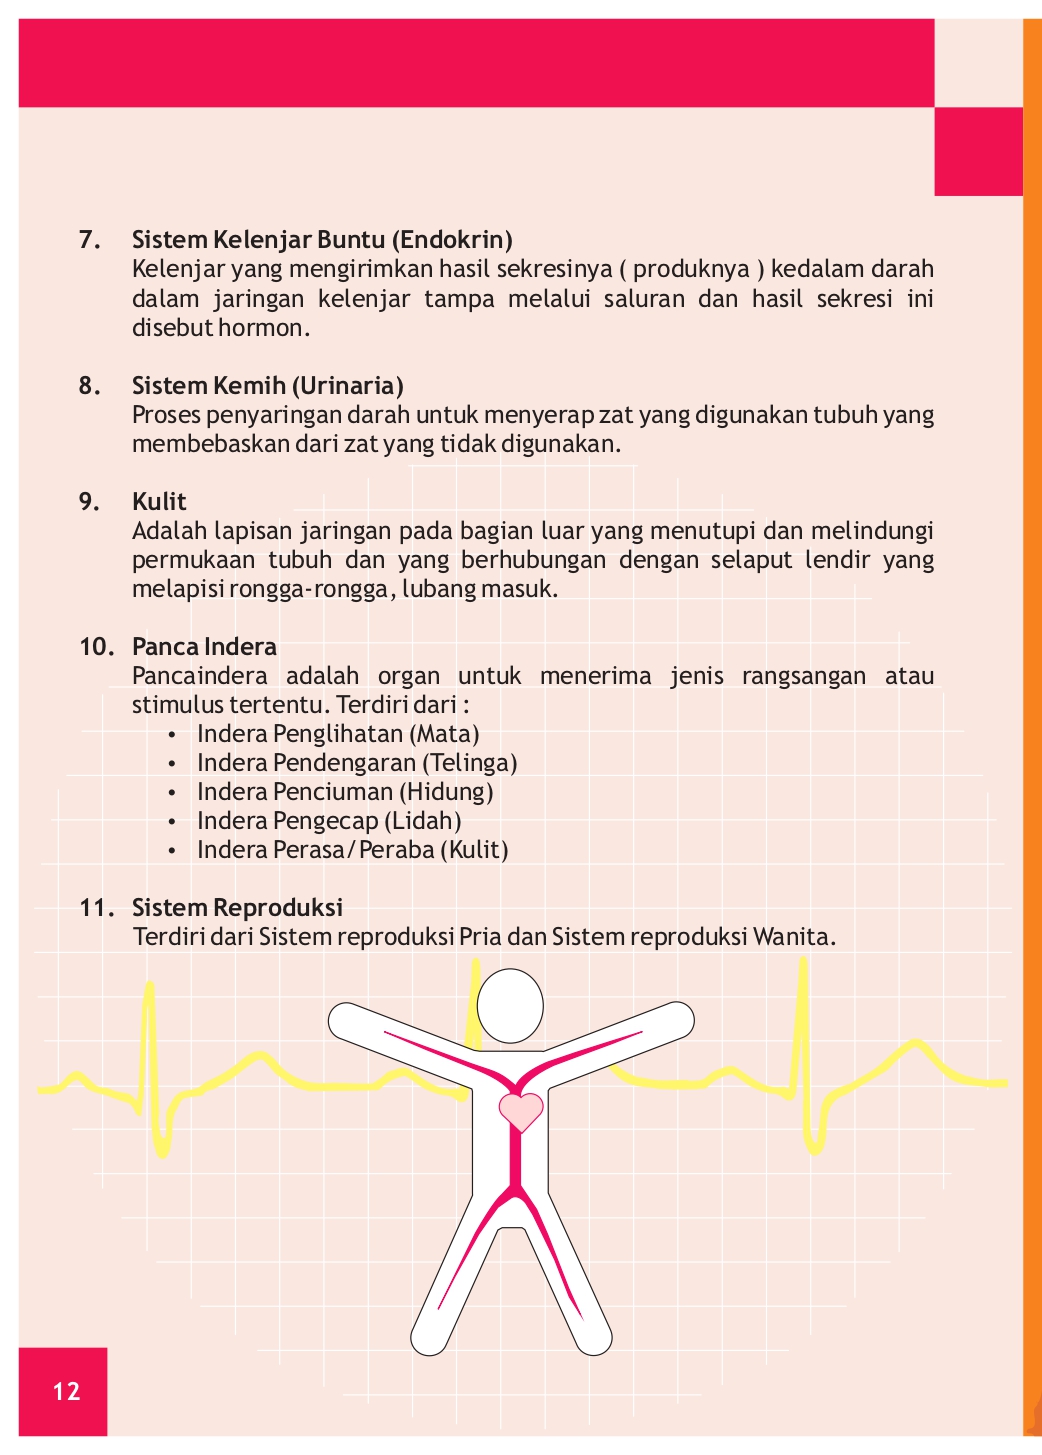 7. Sistem Kelenjar Buntu (Endokrin)
Kelenjar yang mengirimkan hasil sekresinya ( produknya ) kedalam darah
dalam jaringan kelenjar tampa melalui saluran dan hasil sekresi ini
disebut hormon.
8. Sistem Kemih (Urinaria)
Proses penyaringan darah untuk menyerap zat yang digunakan tubuh yang
membebaskan dari zat yang tidak digunakan.
9. Kulit
Adalah lapisan jaringan pada bagian luar yang menutupi dan melindungi
permukaan tubuh dan yang berhubungan dengan selaput lendir yang
melapisi rongga-rongga, lubang masuk.
10. Panca Indera
Pancaindera adalah organ untuk menerima jenis rangsangan atau
stimulus tertentu. Terdiri dari :
• Indera Penglihatan (Mata)
• Indera Pendengaran (Telinga)
• Indera Penciuman (Hidung)
• Indera Pengecap (Lidah)
• Indera Perasa/Peraba (Kulit)
11. Sistem Reproduksi
Terdiri dari Sistem reproduksi Pria dan Sistem reproduksi Wanita.
12